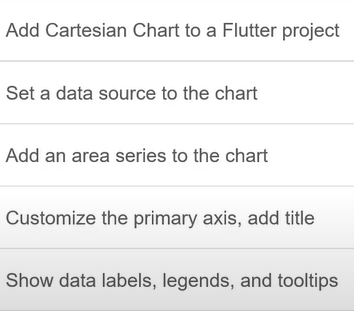 Add Cartesian Chart to a Flutter project
Set a data source to the chart
Add an area series to the chart
Customize the primary axis, add title
Show data labels, legends, and tooltips